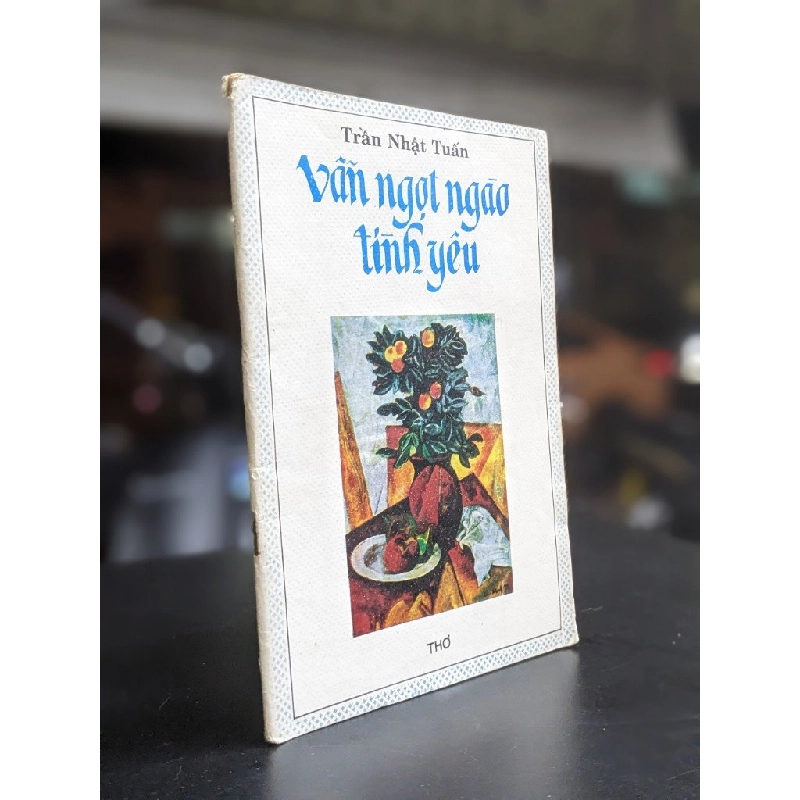 Trần Nhật Tuấn
Vẫn ngọt ngào
tình yêu
THƠ